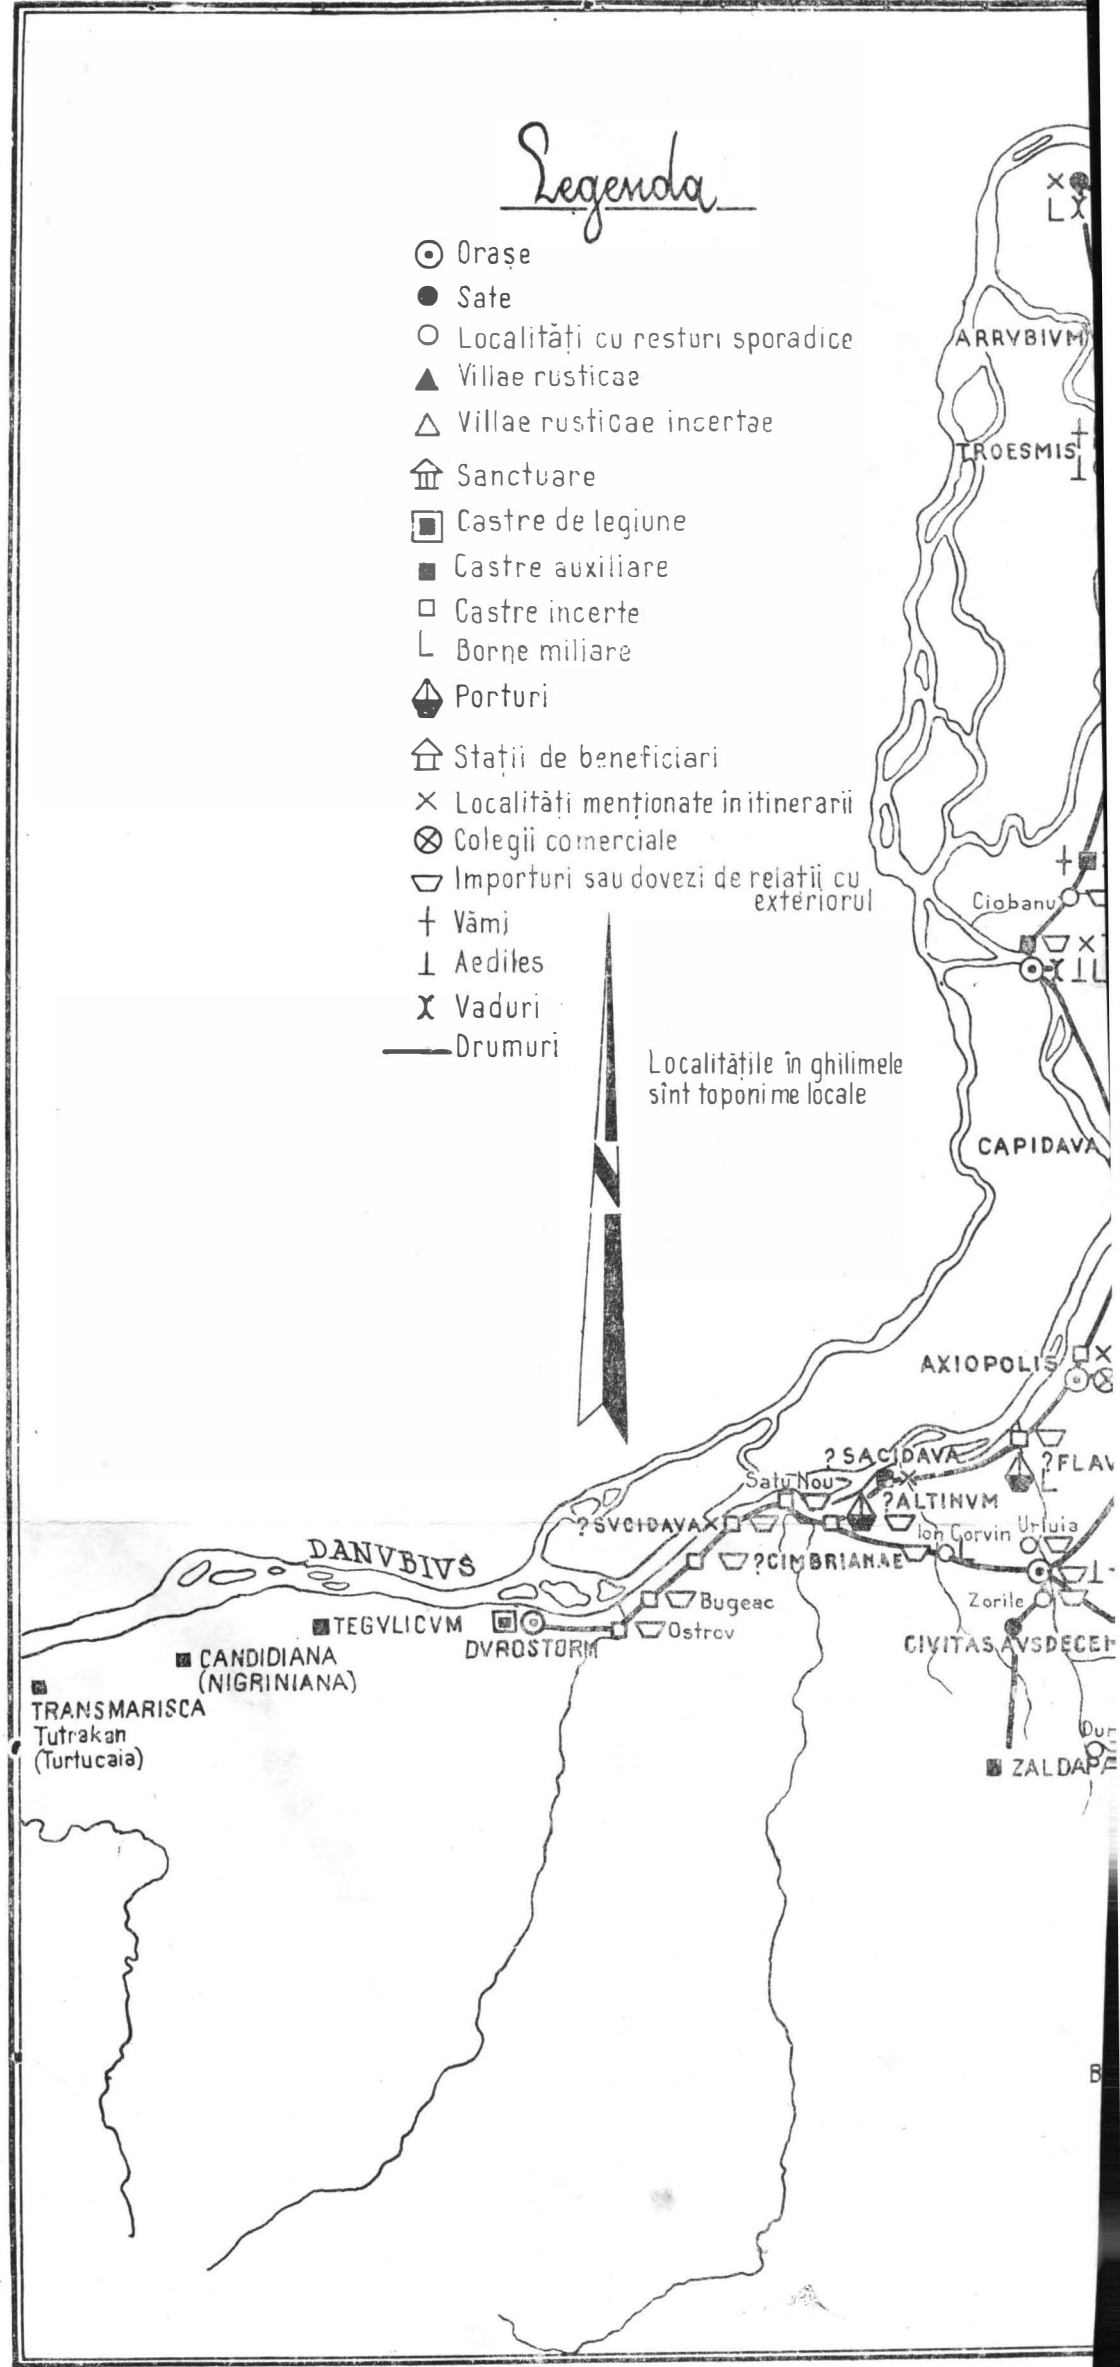 Legenda
Orașe
Sate
Localități cu resturi sporadice
Villae rusticae
Villae rusticae incertae
Sanctuare
Castre de legiune
Castre auxiliare
Castre incerte
Borne miliare
Porturi
Stații de beneficiari
Localități menționate în itinerarii
Colegii comerciale
Importuri sau dovezi de relații cu
exteriorul
Vămi
Aediles
Vaduri
Drumuri
N
Localitățile în ghilimele
sînt toponime locale
ARRVBIVM
TROESMIS
Ciobanu
CAPIDAVA
AXIOPOLIS
?SACIDAVA
?FLAV
Satu-Nou
?ALTINVM
?SVCIDAVA
Ion Corvin
Urluia
?CIMBRIANAE
DANVBIVS
Bugeac
Zorile
TEGVLICVM
Ostrov
DVROSTORM
CIVITAS AVSDECEI
CANDIDIANA
(NIGRINIANA)
TRANSMARISCA
Tutrakan
(Turtucaia)
Dur
ZALDAPA
B